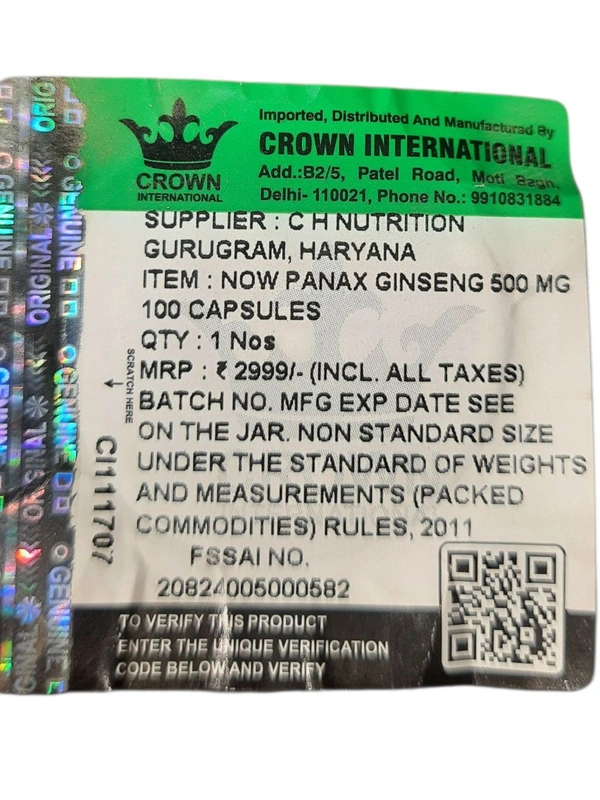 Imported, Distributed And Manufactured By
CROWN INTERNATIONAL
Add.:B2/5, Patel Road, Moti Bagh,
Delhi- 110021, Phone No.: 9910831884
CROWN
INTERNATIONAL
SUPPLIER : C H NUTRITION
GURUGRAM, HARYANA
ITEM : NOW PANAX GINSENG 500 MG
100 CAPSULES
QTY : 1 Nos
MRP : ₹ 2999/- (INCL. ALL TAXES)
BATCH NO. MFG EXP DATE SEE
ON THE JAR. NON STANDARD SIZE
UNDER THE STANDARD OF WEIGHTS
AND MEASUREMENTS (PACKED
COMMODITIES) RULES, 2011
FSSAI NO.
20824005000582
TO VERIFY THIS PRODUCT
ENTER THE UNIQUE VERIFICATION
CODE BELOW AND VERIFY
SCRATCH HERE
CI111707
ORIGINAL
GENUINE